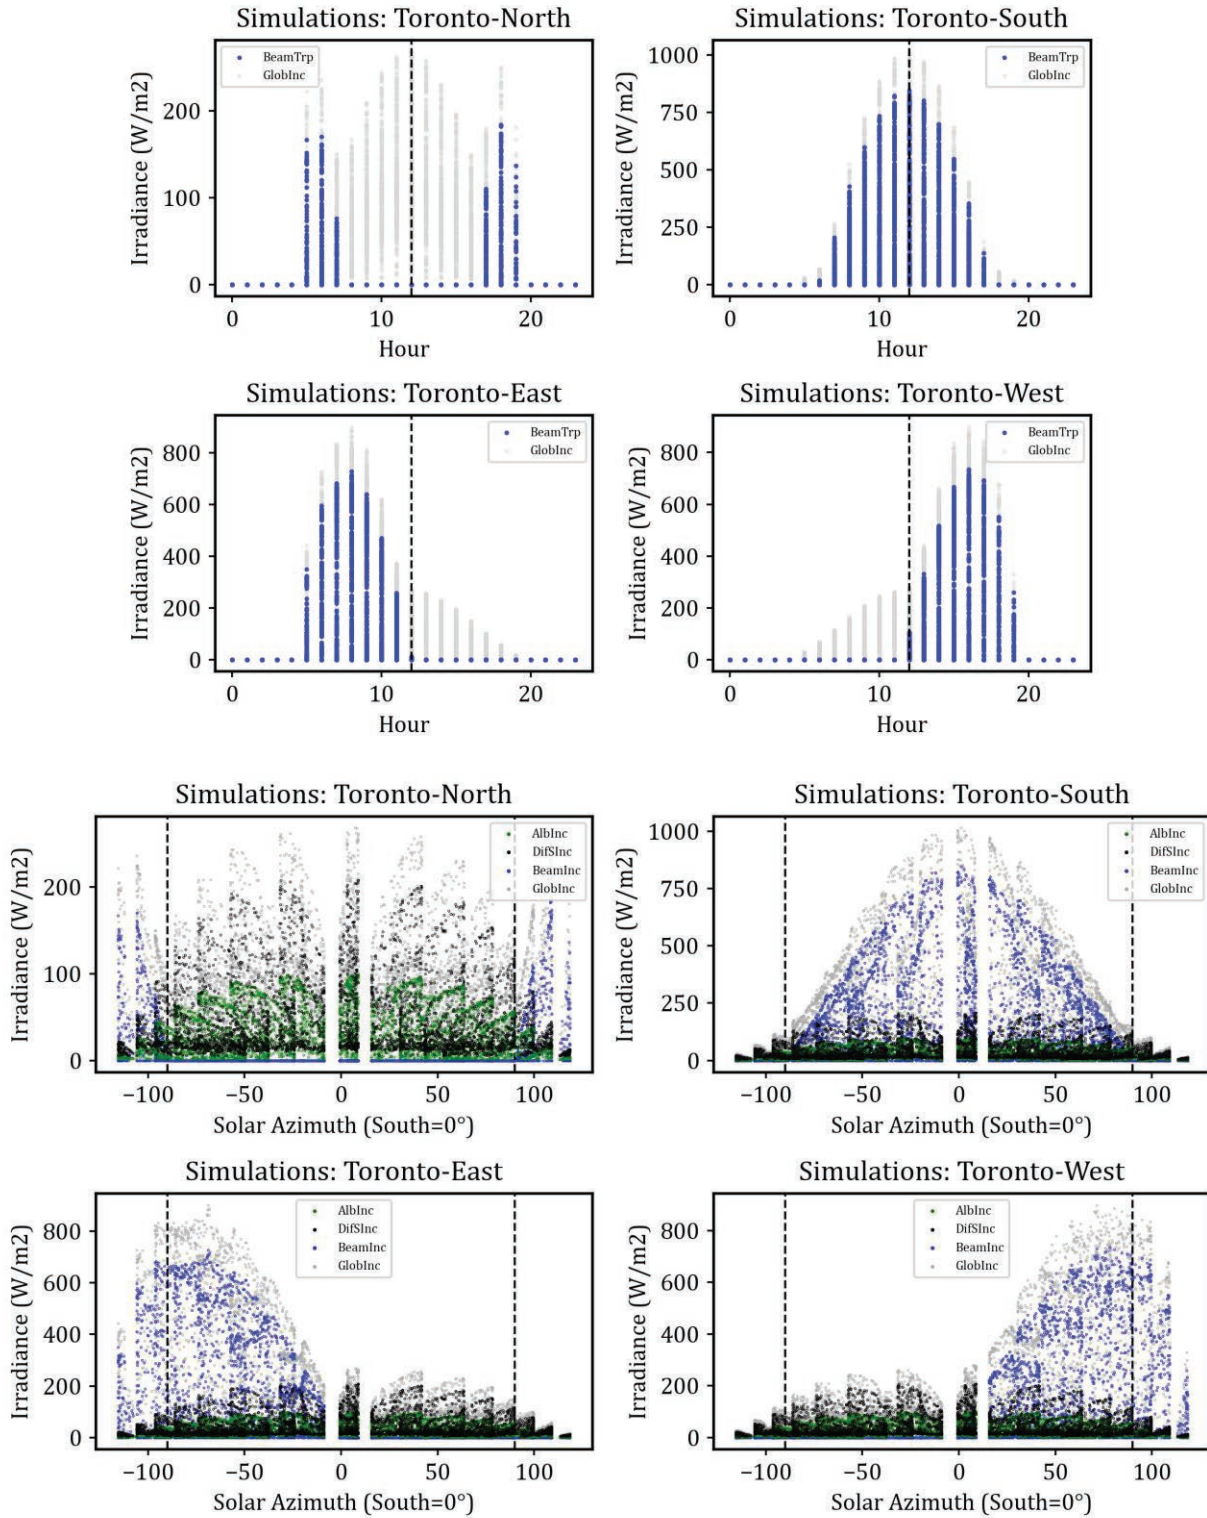 Simulations: Toronto-North
Irradiance (W/m2)
200
100
0
BeamTrp
GlobInc
0 10 20
Hour
Simulations: Toronto-South
Irradiance (W/m2)
1000
750
500
250
0
BeamTrp
GlobInc
0 10 20
Hour
Simulations: Toronto-East
Irradiance (W/m2)
800
600
400
200
0
BeamTrp
GlobInc
0 10 20
Hour
Simulations: Toronto-West
Irradiance (W/m2)
800
600
400
200
0
BeamTrp
GlobInc
0 10 20
Hour
Simulations: Toronto-North
Irradiance (W/m2)
200
100
0
AlbInc
DifSInc
BeamInc
GlobInc
−100 −50 0 50 100
Solar Azimuth (South=0°)
Simulations: Toronto-South
Irradiance (W/m2)
1000
750
500
250
0
AlbInc
DifSInc
BeamInc
GlobInc
−100 −50 0 50 100
Solar Azimuth (South=0°)
Simulations: Toronto-East
Irradiance (W/m2)
800
600
400
200
0
AlbInc
DifSInc
BeamInc
GlobInc
−100 −50 0 50 100
Solar Azimuth (South=0°)
Simulations: Toronto-West
Irradiance (W/m2)
800
600
400
200
0
AlbInc
DifSInc
BeamInc
GlobInc
−100 −50 0 50 100
Solar Azimuth (South=0°)